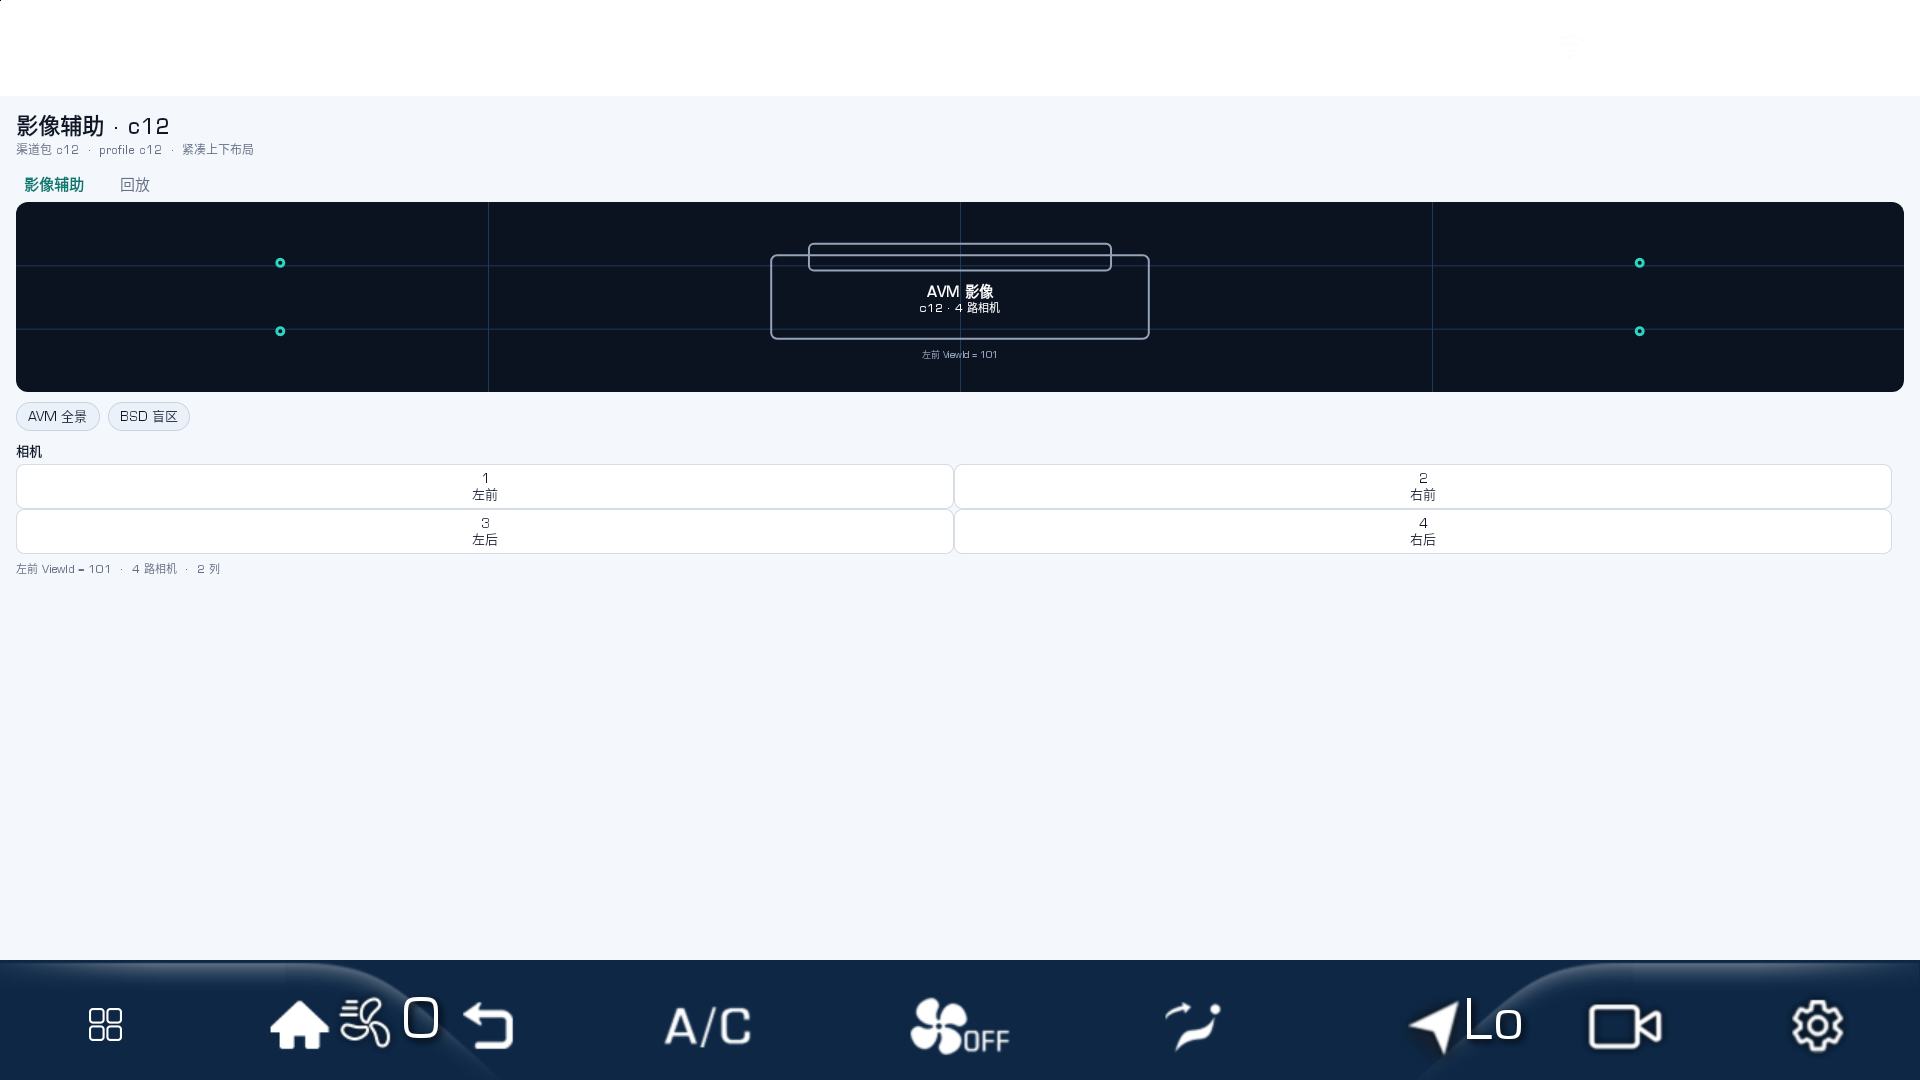 影像辅助 · c12
渠道包 c12 · profile c12 · 紧凑上下布局
影像辅助 回放
AVM 影像
c12 · 4 路相机
左前 ViewId = 101
AVM 全景 BSD 盲区
相机
1
左前
2
右前
3
左后
4
右后
左前 ViewId = 101 · 4 路相机 · 2 列
0 A/C OFF Lo